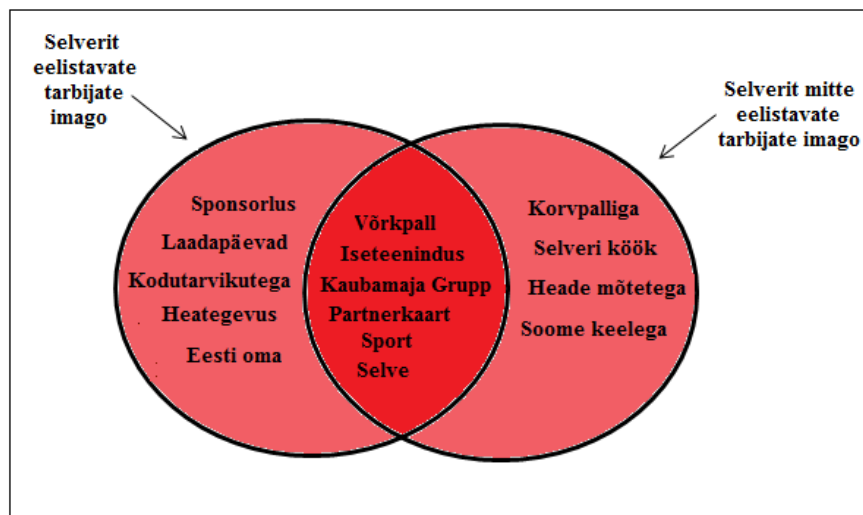 Selverit
eelistavate
tarbijate
imago
Selverit mitte
eelistavate
tarbijate imago
Sponsorlus
Laadapäevad
Kodutarvikutega
Heategevus
Eesti oma
Võrkpall
Iseteenindus
Kaubamaja Grupp
Partnerkaart
Sport
Selve
Korvpalliga
Selveri köök
Heade mõtetega
Soome keelega